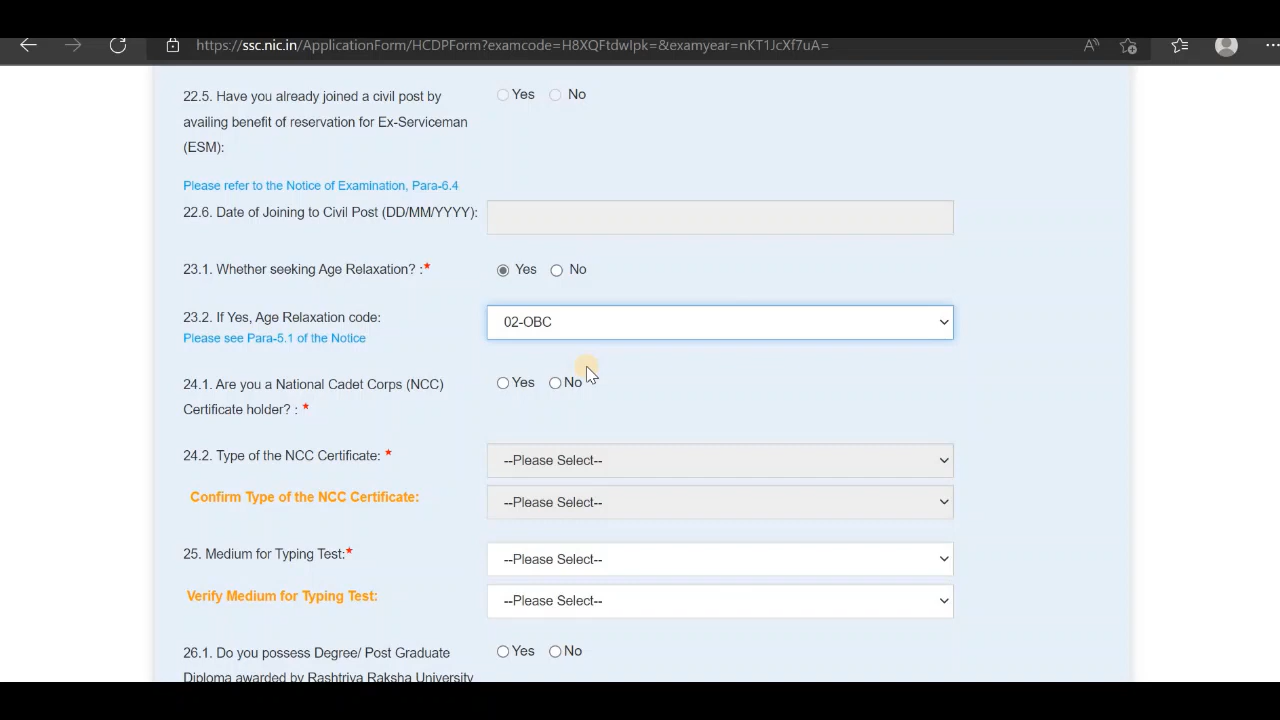 https://ssc.nic.in/ApplicationForm/HCDPForm?examcode=H8XQFtdwIpk=&examyear=nKT1JcXf7uA=
22.5. Have you already joined a civil post by
availing benefit of reservation for Ex-Serviceman
(ESM):
Yes No
Please refer to the Notice of Examination, Para-6.4
22.6. Date of Joining to Civil Post (DD/MM/YYYY):
23.1. Whether seeking Age Relaxation? :*
Yes No
23.2. If Yes, Age Relaxation code:
02-OBC
Please see Para-5.1 of the Notice
24.1. Are you a National Cadet Corps (NCC)
Certificate holder? : *
Yes No
24.2. Type of the NCC Certificate: *
--Please Select--
Confirm Type of the NCC Certificate:
--Please Select--
25. Medium for Typing Test:*
--Please Select--
Verify Medium for Typing Test:
--Please Select--
26.1. Do you possess Degree/ Post Graduate
Yes No
Diploma awarded by Rashtriya Raksha University